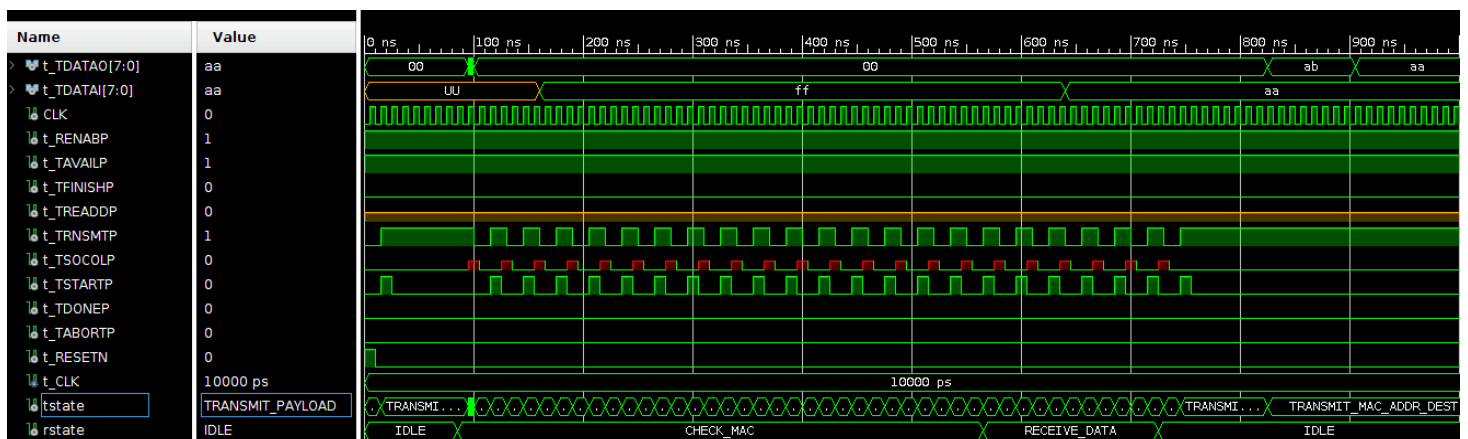 Name Value
0 ns 100 ns 200 ns 300 ns 400 ns 500 ns 600 ns 700 ns 800 ns 900 ns
t_TDATAO[7:0] aa 00 00 ab aa
t_TDATAI[7:0] aa UU ff aa
CLK 0
t_RENABP 1
t_TAVAILP 1
t_TFINISHP 0
t_TREADDP 0
t_TRNSMTP 1
t_TSOCOLP 0
t_TSTARTP 0
t_TDONEP 0
t_TABORTP 0
t_RESETN 0
t_CLK 10000 ps 10000 ps
tstate TRANSMIT_PAYLOAD TRANSMI... TRANSMI... TRANSMIT_MAC_ADDR_DEST
rstate IDLE IDLE CHECK_MAC RECEIVE_DATA IDLE